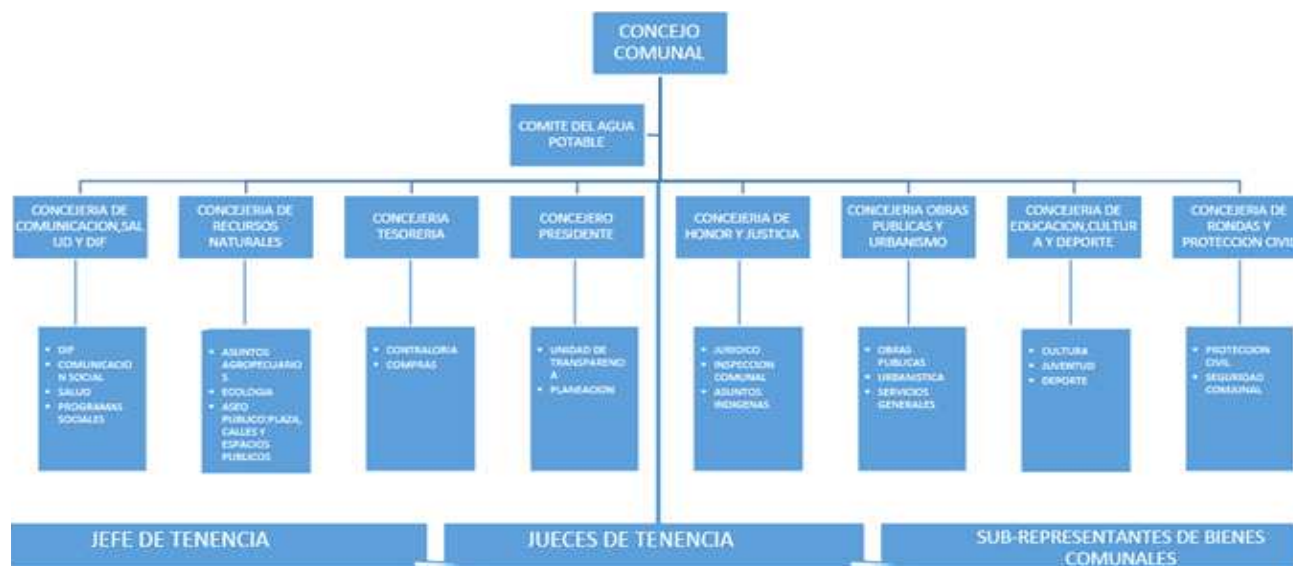 CONCEJO
COMUNAL
COMITE DEL AGUA
POTABLE
CONCEJERIA DE
COMUNICACION,SAL
UD Y DIF
CONCEJERIA DE
RECURSOS
NATURALES
CONCEJERIA
TESORERIA
CONCEJERO
PRESIDENTE
CONCEJERIA DE
HONOR Y JUSTICIA
CONCEJERIA OBRAS
PUBLICAS Y
URBANISMO
CONCEJERIA DE
EDUCACION,CULTUR
A Y DEPORTE
CONCEJERIA DE
RONDAS Y
PROTECCION CIVIL
• DIF
• COMUNICACIO
N SOCIAL
• SALUD
• PROGRAMAS
SOCIALES
• ASUNTOS
AGROPECUARIO
S
• ECOLOGIA
• ASEO
PUBLICO,PLAZA,
CALLES Y
ESPACIOS
PUBLICOS
• CONTRALORIA
• COMPRAS
• UNIDAD DE
TRANSPARENCI
A
• PLANEACION
• JURIDICO
• INSPECCION
COMUNAL
• ASUNTOS
INDIGENAS
• OBRAS
PUBLICAS
• URBANISTICA
• SERVICIOS
GENERALES
• CULTURA
• JUVENTUD
• DEPORTE
• PROTECCION
CIVIL
• SEGURIDAD
COMUNAL
JEFE DE TENENCIA
JUECES DE TENENCIA
SUB-REPRESENTANTES DE BIENES
COMUNALES